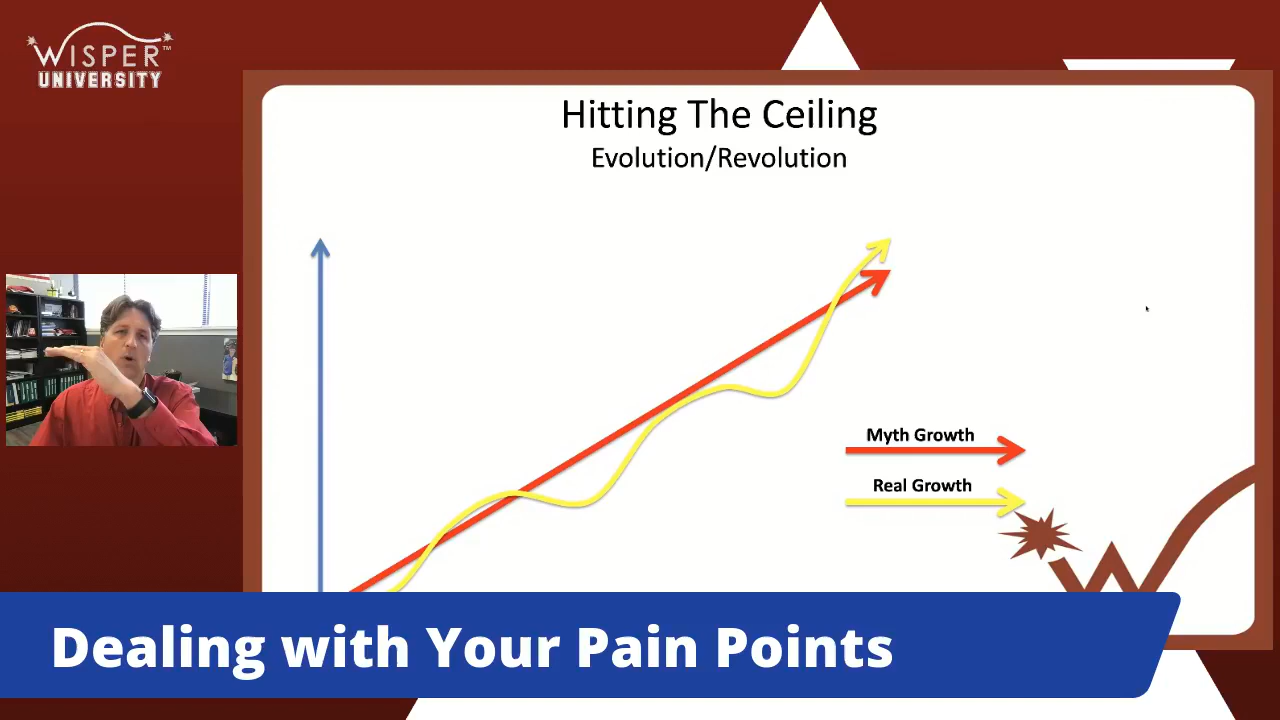 WISPER™
UNIVERSITY
Hitting The Ceiling
Evolution/Revolution
Myth Growth
Real Growth
Dealing with Your Pain Points